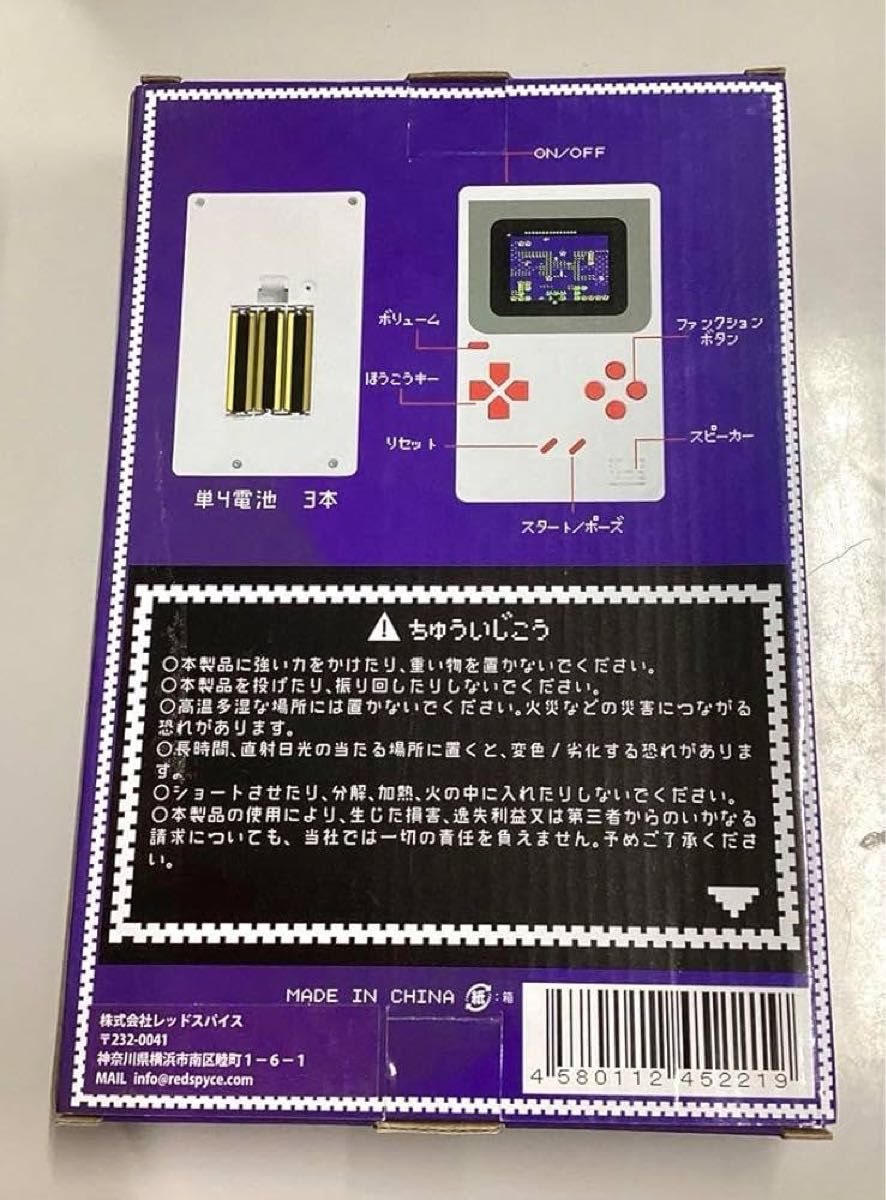 ON/OFF
ボリューム
ファンクション
ボタン
ほうこうキー
リセット
スピーカー
単4電池 3本
スタート/ポーズ
ちゅういじこう
○本製品に強い力をかけたり、重い物を置かないでください。
○本製品を投げたり、振り回したりしないでください。
○高温多湿な場所には置かないでください。火災などの災害につながる
恐れがあります。
○長時間、直射日光の当たる場所に置くと、変色/劣化する恐れがありま
す。
○ショートさせたり、分解、加熱、火の中に入れたりしないでください。
○本製品の使用により、生じた損害、逸失利益又は第三者からのいかなる
請求についても、当社では一切の責任を負えません。予めご了承くださ
い。
MADE IN CHINA 紙:箱
株式会社レッドスパイス
〒232-0041
神奈川県横浜市南区睦町1-6-1
MAIL info@redspyce.com
4 580112 452219